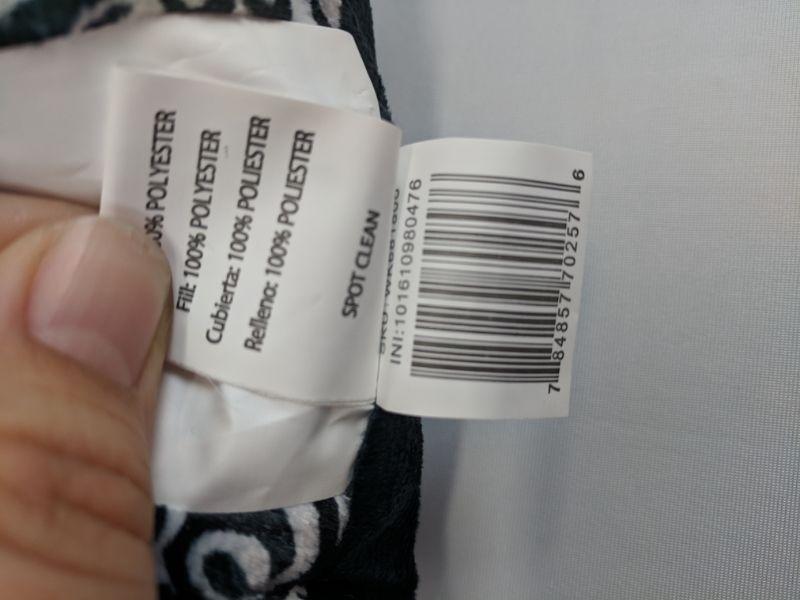 0% POLYESTER
Fill: 100% POLYESTER
Cubierta: 100% POLIESTER
Relleno: 100% POLIESTER
SPOT CLEAN
INI:101610980476
7 84857 70257 6